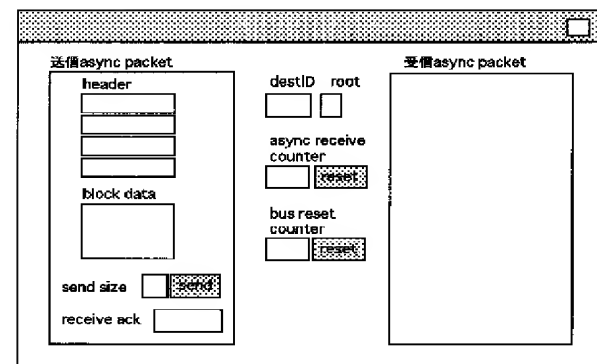 送信async packet
header
block data
send size
send
receive ack
destID root
async receive
counter
reset
bus reset
counter
reset
受信async packet